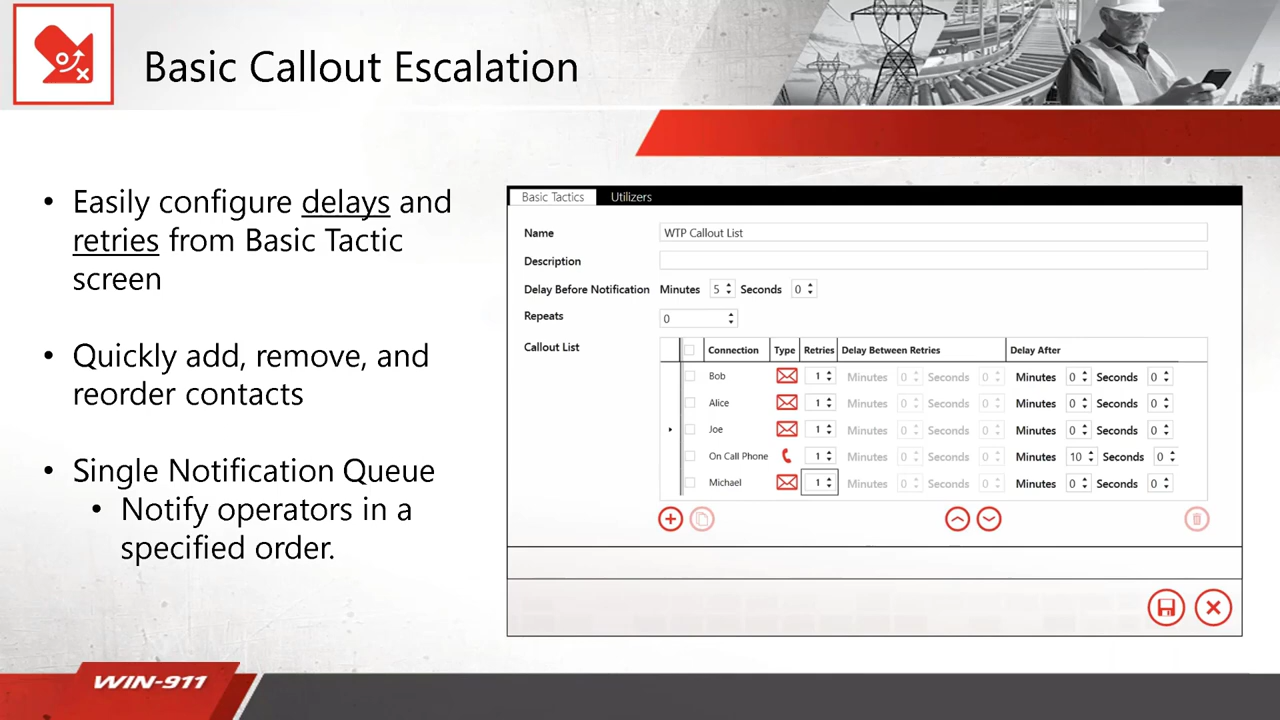 Basic Callout Escalation
• Easily configure delays and
retries from Basic Tactic
screen
• Quickly add, remove, and
reorder contacts
• Single Notification Queue
• Notify operators in a
specified order.
Basic Tactics Utilizers
Name WTP Callout List
Description
Delay Before Notification Minutes 5 Seconds 0
Repeats 0
Callout List
Connection Type Retries Delay Between Retries Delay After
Bob 1 Minutes 0 Seconds 0 Minutes 0 Seconds 0
Alice 1 Minutes 0 Seconds 0 Minutes 0 Seconds 0
Joe 1 Minutes 0 Seconds 0 Minutes 0 Seconds 0
On Call Phone 1 Minutes 0 Seconds 0 Minutes 10 Seconds 0
Michael 1 Minutes 0 Seconds 0 Minutes 0 Seconds 0
WIN-911